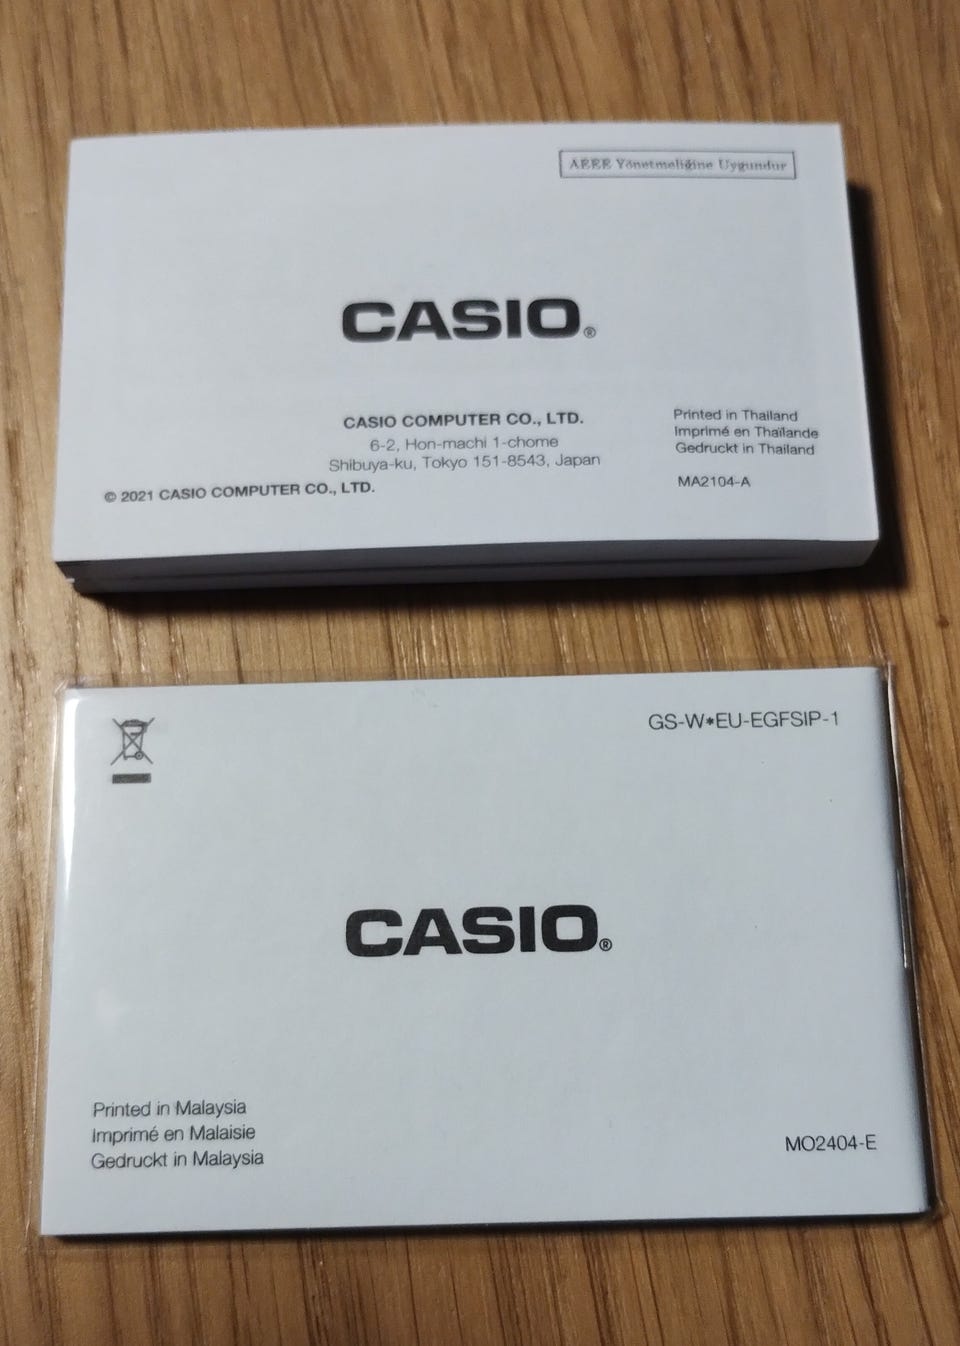 AEEE Yönetmeliğine Uygundur
CASIO®
CASIO COMPUTER CO., LTD.
6-2, Hon-machi 1-chome
Shibuya-ku, Tokyo 151-8543, Japan
Printed in Thailand
Imprimé en Thaïlande
Gedruckt in Thailand
© 2021 CASIO COMPUTER CO., LTD.
MA2104-A
GS-W*EU-EGFSIP-1
CASIO®
Printed in Malaysia
Imprimé en Malaisie
Gedruckt in Malaysia
MO2404-E